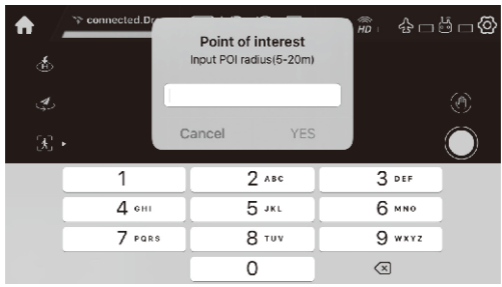 connected.Dr
HD
Point of interest
Input POI radius(5-20m)
Cancel YES
1 2 ABC 3 DEF
4 GHI 5 JKL 6 MNO
7 PQRS 8 TUV 9 WXYZ
0